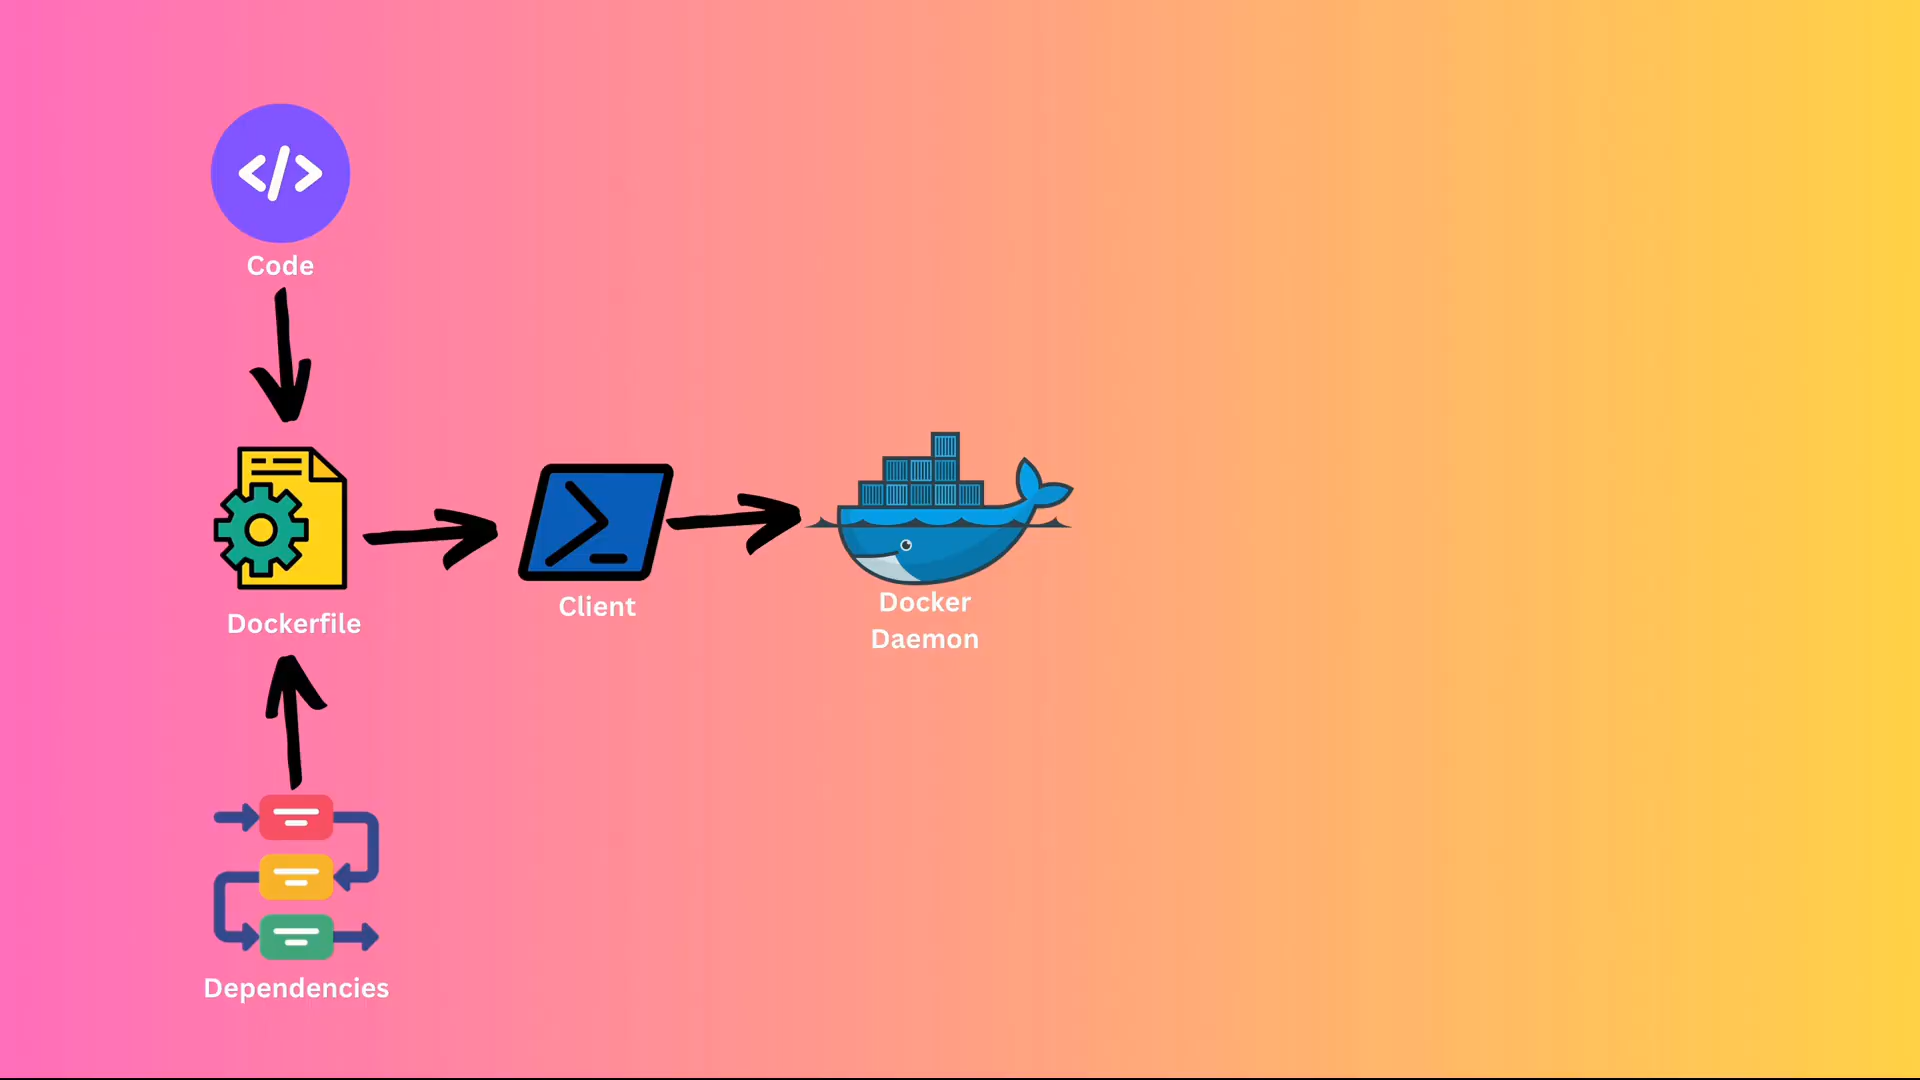 Code
Dockerfile
Client
Docker
Daemon
Dependencies